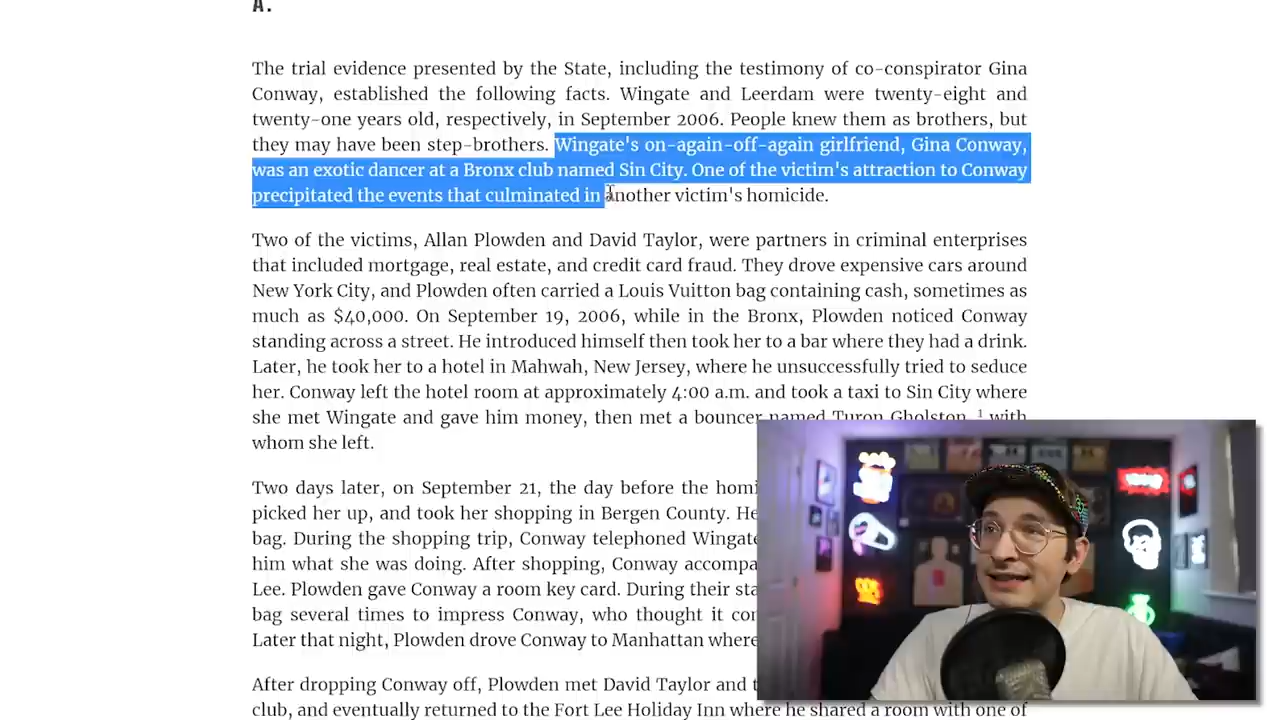 A.
The trial evidence presented by the State, including the testimony of co-conspirator Gina
Conway, established the following facts. Wingate and Leerdam were twenty-eight and
twenty-one years old, respectively, in September 2006. People knew them as brothers, but
they may have been step-brothers. Wingate's on-again-off-again girlfriend, Gina Conway,
was an exotic dancer at a Bronx club named Sin City. One of the victim's attraction to Conway
precipitated the events that culminated in another victim's homicide.
Two of the victims, Allan Plowden and David Taylor, were partners in criminal enterprises
that included mortgage, real estate, and credit card fraud. They drove expensive cars around
New York City, and Plowden often carried a Louis Vuitton bag containing cash, sometimes as
much as $40,000. On September 19, 2006, while in the Bronx, Plowden noticed Conway
standing across a street. He introduced himself then took her to a bar where they had a drink.
Later, he took her to a hotel in Mahwah, New Jersey, where he unsuccessfully tried to seduce
her. Conway left the hotel room at approximately 4:00 a.m. and took a taxi to Sin City where
she met Wingate and gave him money, then met a bouncer named Turon Gholston, 1 with
whom she left.
Two days later, on September 21, the day before the homi
picked her up, and took her shopping in Bergen County. He
bag. During the shopping trip, Conway telephoned Wingate
him what she was doing. After shopping, Conway accompa
Lee. Plowden gave Conway a room key card. During their sta
bag several times to impress Conway, who thought it con
Later that night, Plowden drove Conway to Manhattan where
After dropping Conway off, Plowden met David Taylor and t
club, and eventually returned to the Fort Lee Holiday Inn where he shared a room with one of